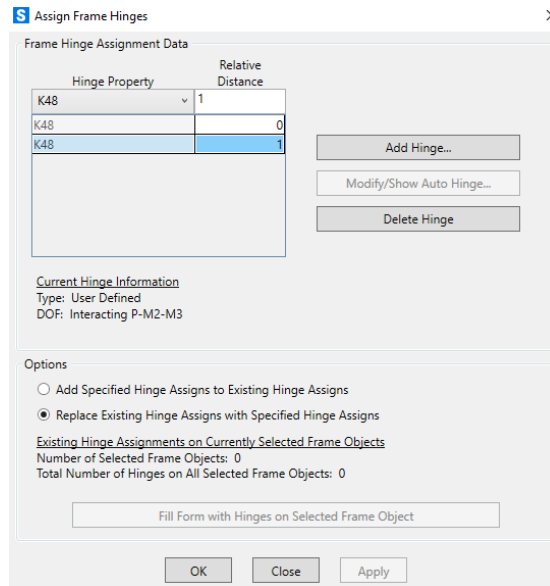 S Assign Frame Hinges
Frame Hinge Assignment Data
Relative
Hinge Property Distance
K48 1
K48 0
K48 1
Add Hinge...
Modify/Show Auto Hinge...
Delete Hinge
Current Hinge Information
Type: User Defined
DOF: Interacting P-M2-M3
Options
Add Specified Hinge Assigns to Existing Hinge Assigns
Replace Existing Hinge Assigns with Specified Hinge Assigns
Existing Hinge Assignments on Currently Selected Frame Objects
Number of Selected Frame Objects: 0
Total Number of Hinges on All Selected Frame Objects: 0
Fill Form with Hinges on Selected Frame Object
OK Close Apply